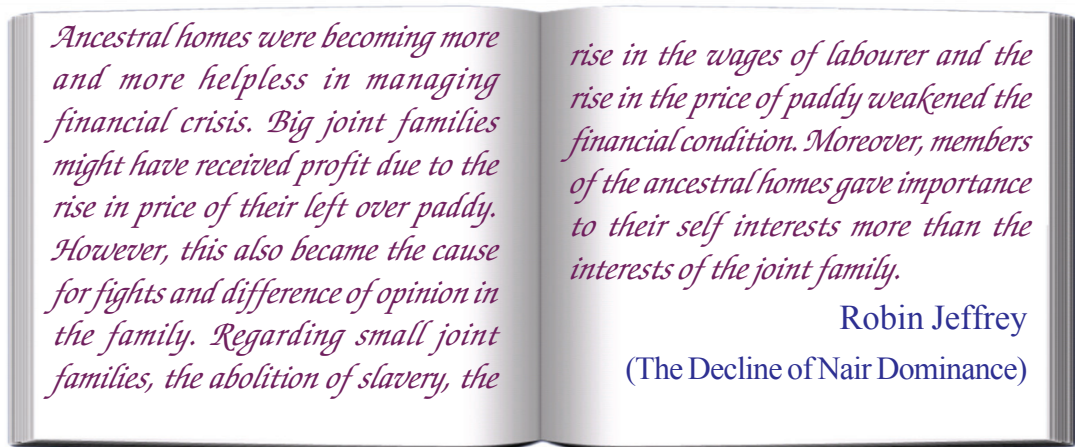 Ancestral homes were becoming more
and more helpless in managing
financial crisis. Big joint families
might have received profit due to the
rise in price of their left over paddy.
However, this also became the cause
for fights and difference of opinion in
the family. Regarding small joint
families, the abolition of slavery, the
rise in the wages of labourer and the
rise in the price of paddy weakened the
financial condition. Moreover, members
of the ancestral homes gave importance
to their self interests more than the
interests of the joint family.
Robin Jeffrey
(The Decline of Nair Dominance)